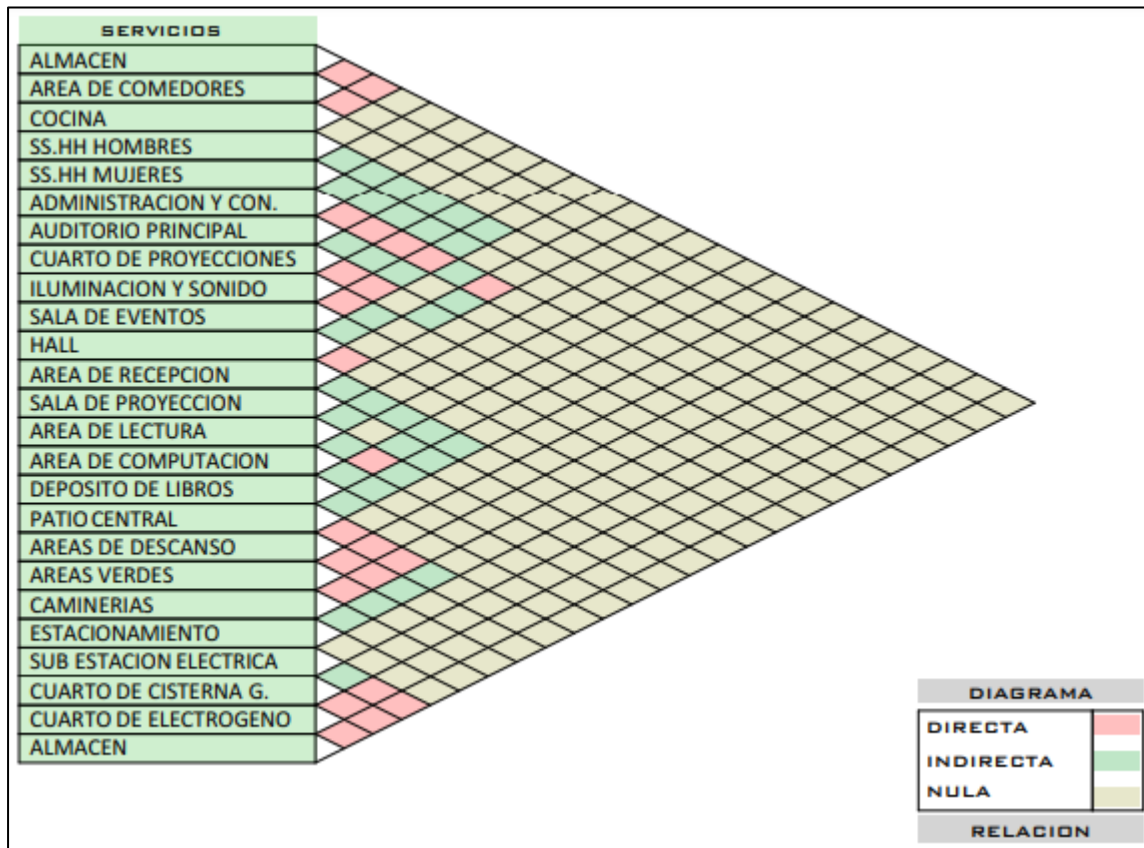 SERVICIOS
ALMACEN
AREA DE COMEDORES
COCINA
SS.HH HOMBRES
SS.HH MUJERES
ADMINISTRACION Y CON.
AUDITORIO PRINCIPAL
CUARTO DE PROYECCIONES
ILUMINACION Y SONIDO
SALA DE EVENTOS
HALL
AREA DE RECEPCION
SALA DE PROYECCION
AREA DE LECTURA
AREA DE COMPUTACION
DEPOSITO DE LIBROS
PATIO CENTRAL
AREAS DE DESCANSO
AREAS VERDES
CAMINERIAS
ESTACIONAMIENTO
SUB ESTACION ELECTRICA
CUARTO DE CISTERNA G.
CUARTO DE ELECTROGENO
ALMACEN
DIAGRAMA
DIRECTA
INDIRECTA
NULA
RELACION